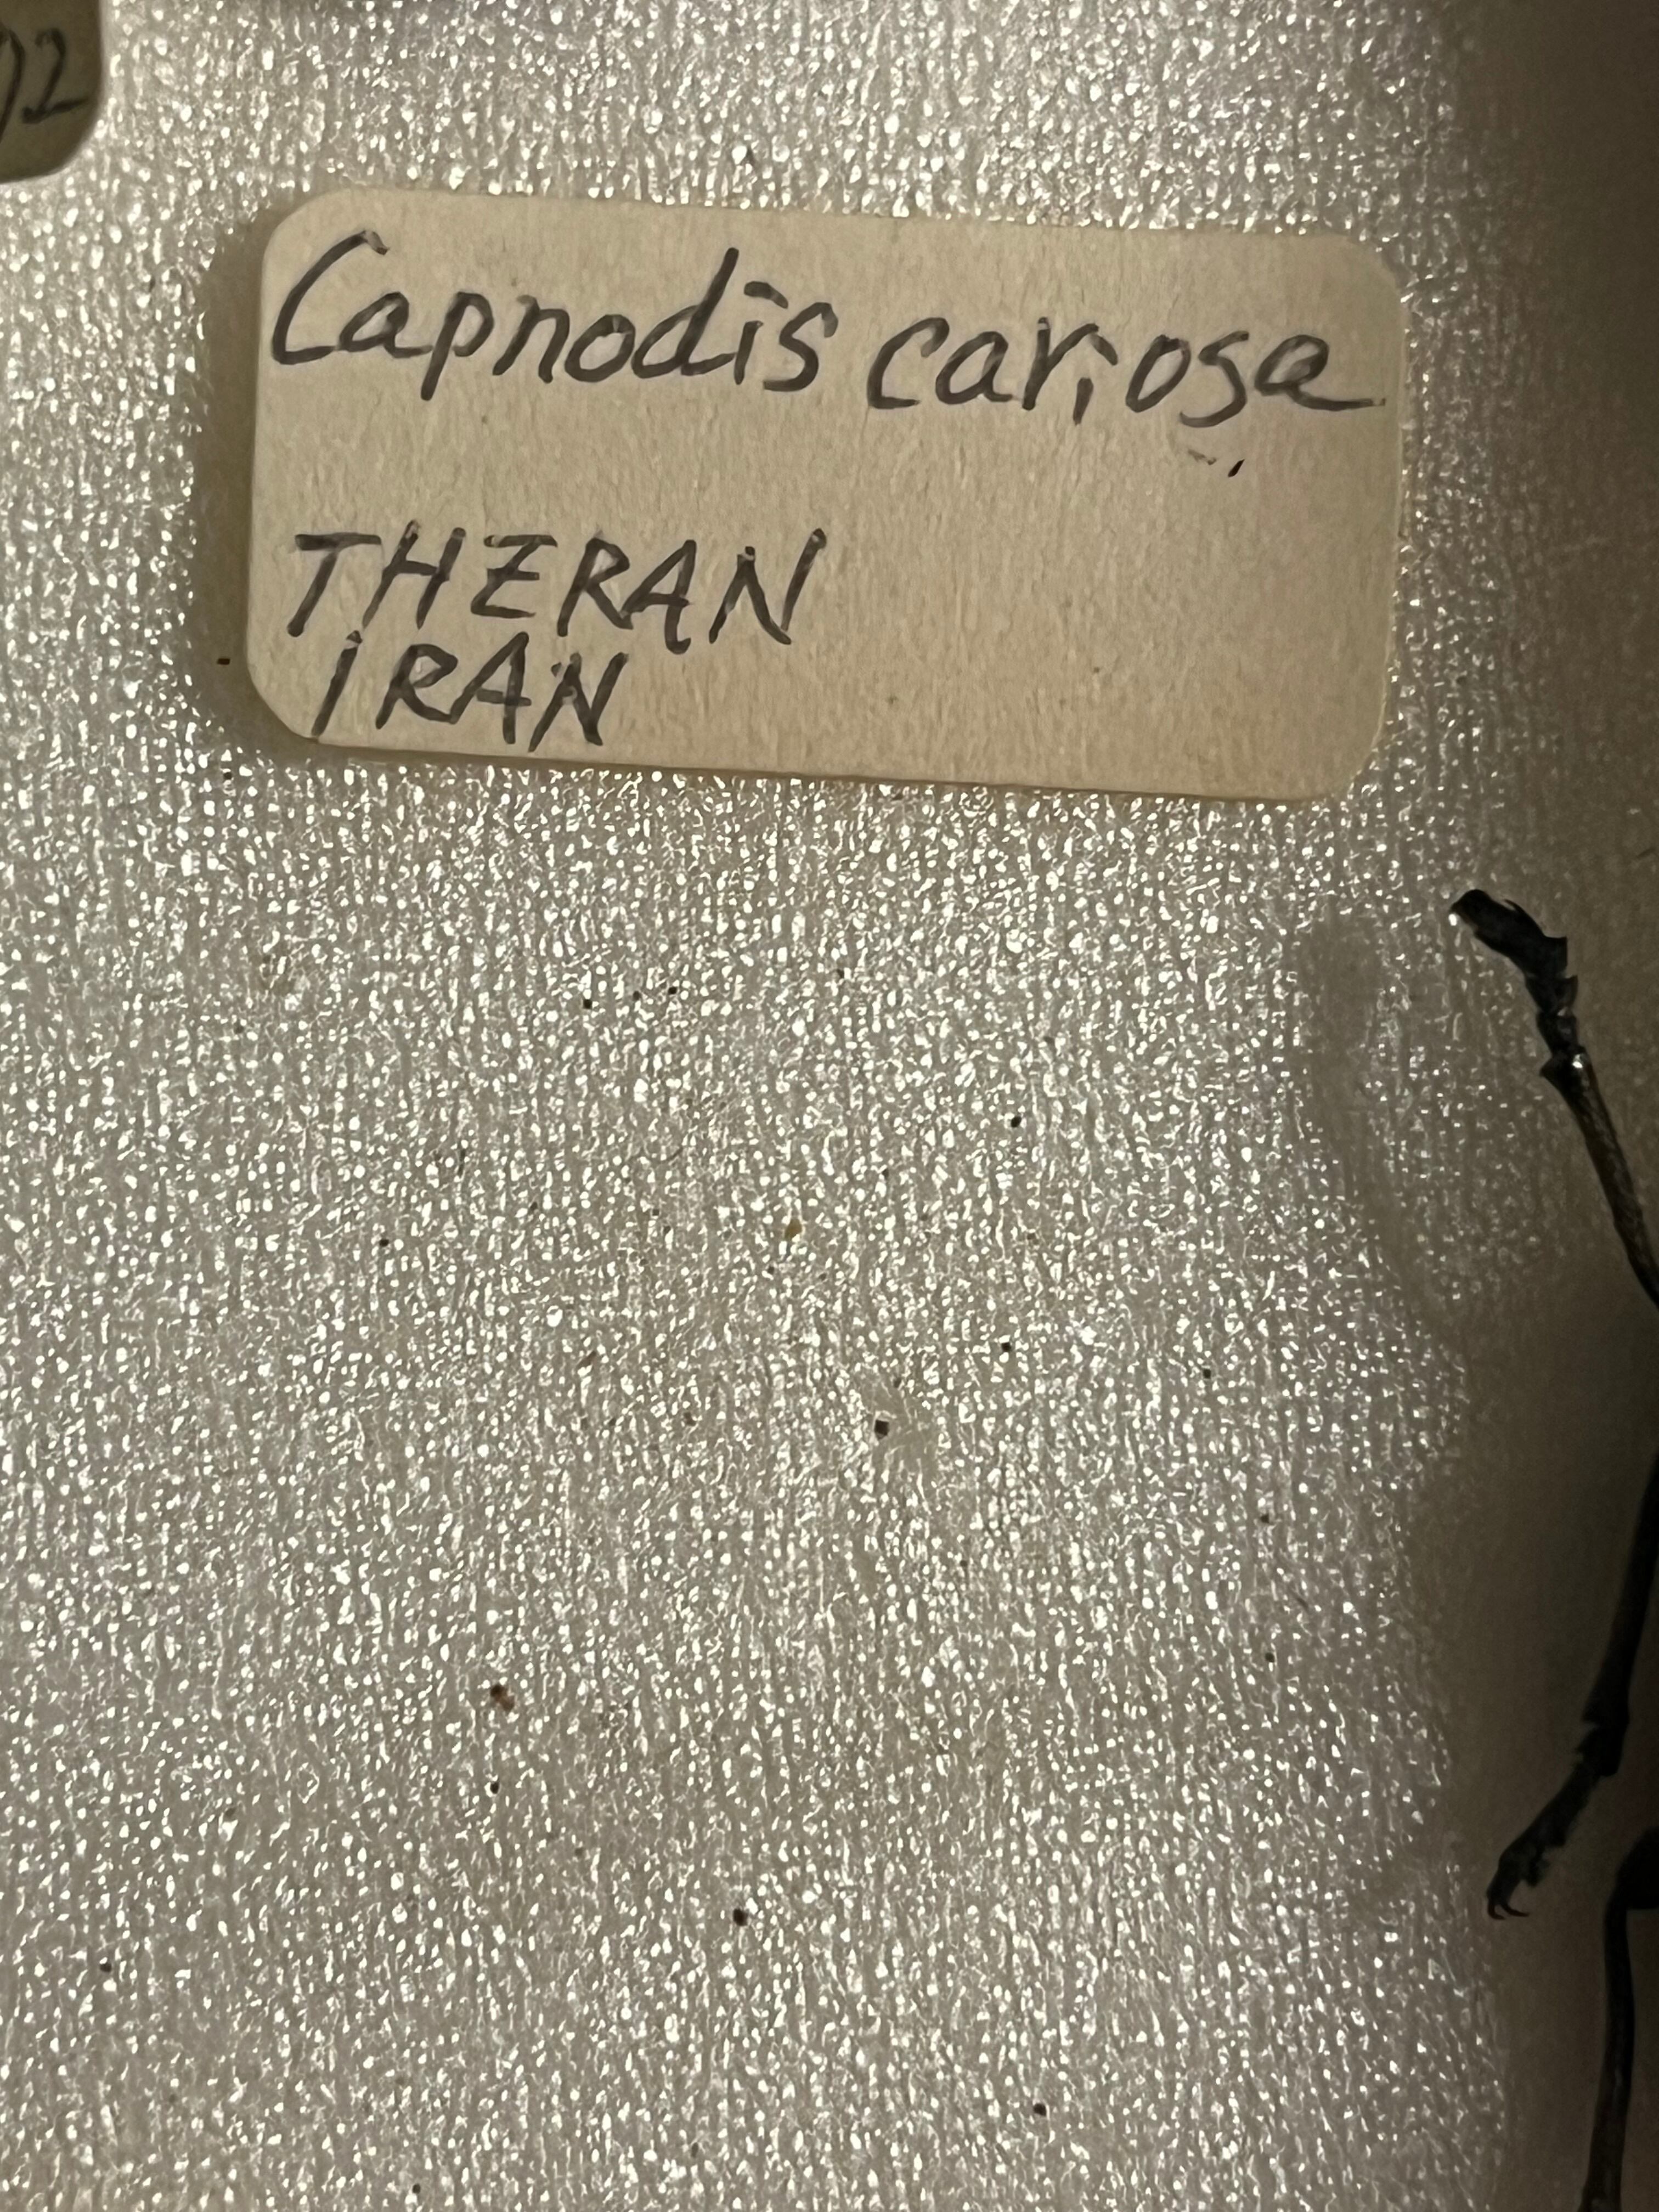 Capnodis cariosa
THERAN
IRAN